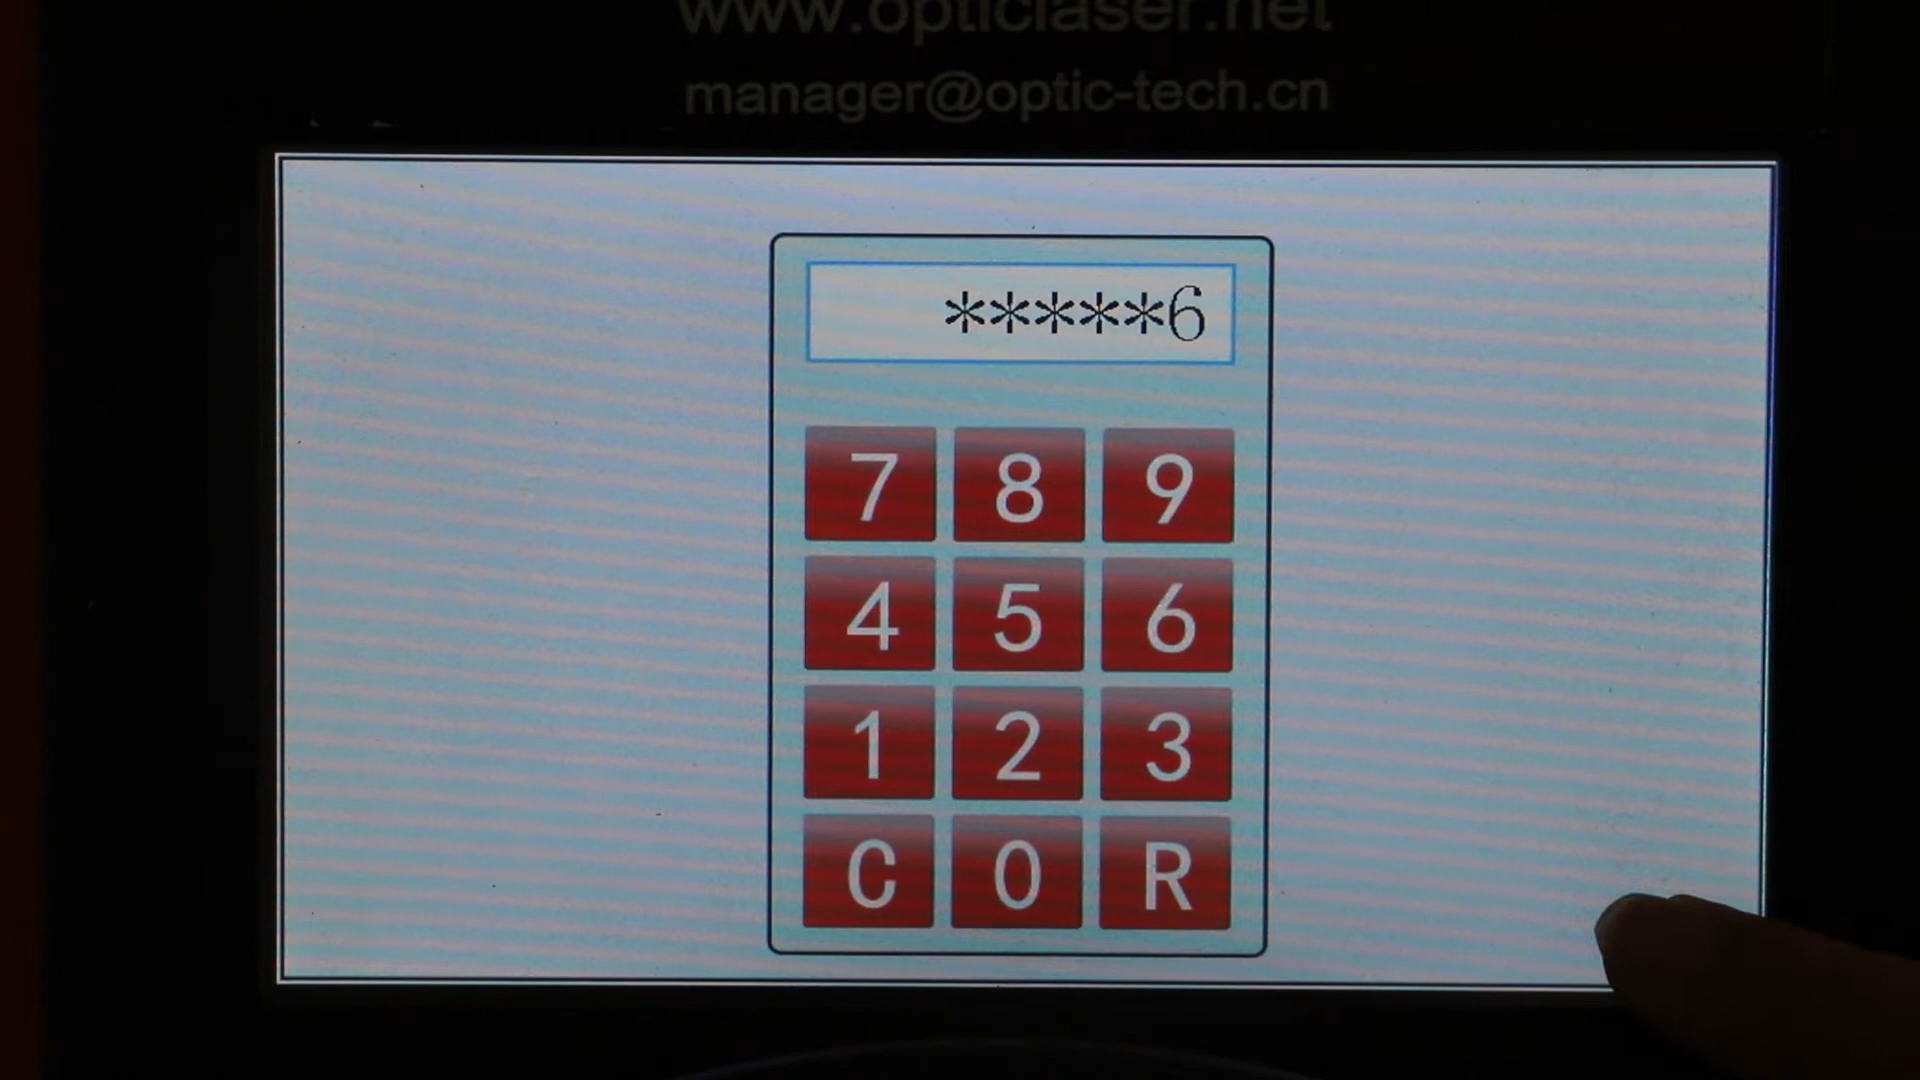 www.opticlaser.net
manager@optic-tech.cn
*****6
7 8 9
4 5 6
1 2 3
C 0 R